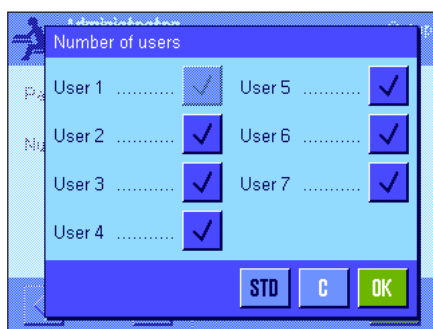 Administrator
Number of users
User 1 ........... User 5 ...........
User 2 ........... User 6 ...........
User 3 ........... User 7 ...........
User 4 ...........
STD C OK